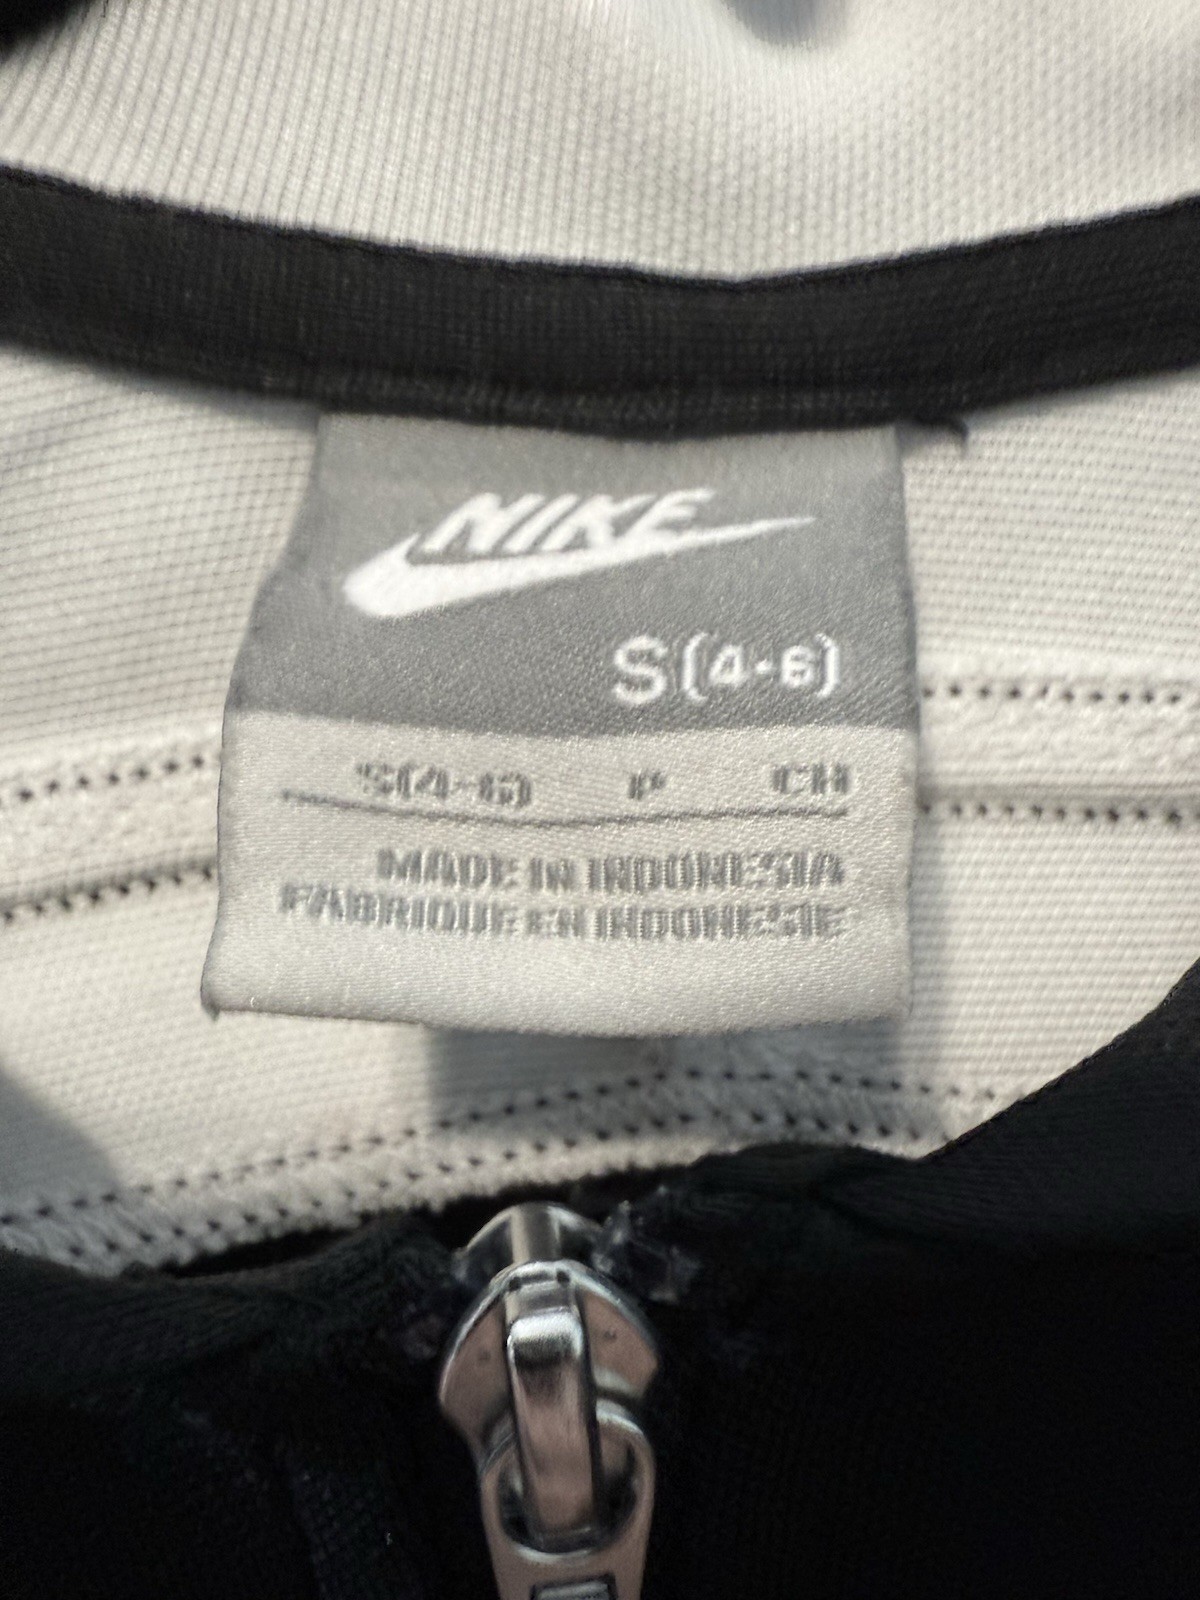 NIKE
S(4-6)
S(4-6) P CH
MADE IN INDONESIA
FABRIQUE EN INDONESIE